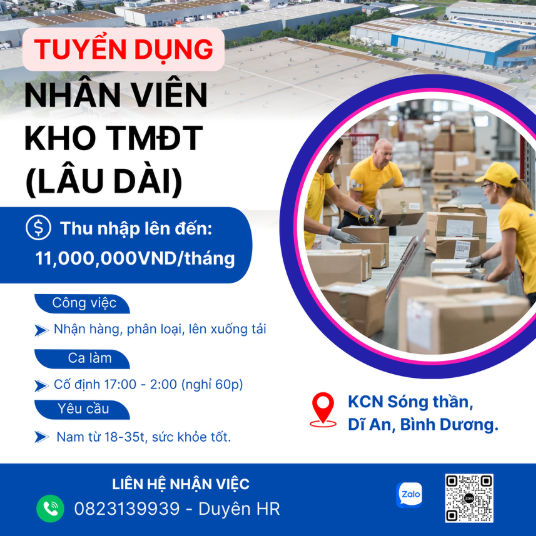 TUYỂN DỤNG
NHÂN VIÊN
KHO TMĐT
(LÂU DÀI)
Thu nhập lên đến:
11,000,000VND/tháng
Công việc
Nhận hàng, phân loại, lên xuống tải
Ca làm
Cố định 17:00 - 2:00 (nghỉ 60p)
Yêu cầu
Nam từ 18-35t, sức khỏe tốt.
KCN Sóng thần,
Dĩ An, Bình Dương.
LIÊN HỆ NHẬN VIỆC
0823139939 - Duyên HR
Zalo